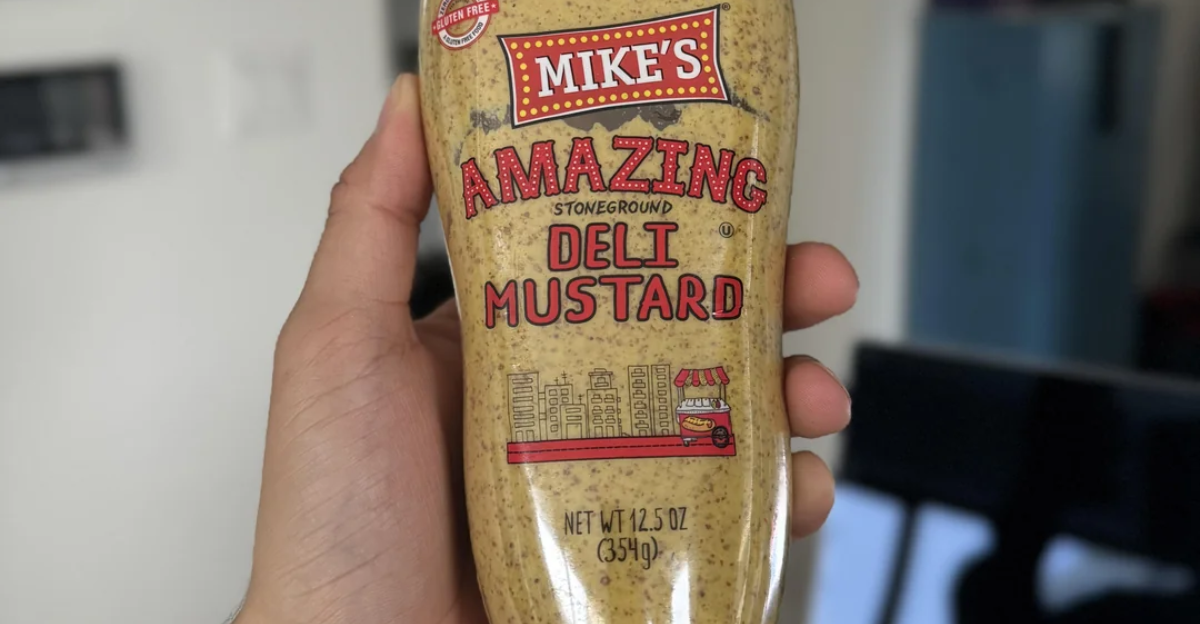 GLUTEN FREE
MIKE'S®
AMAZING
STONEGROUND
DELI
U
MUSTARD
NET WT 12.5 OZ
(354g)